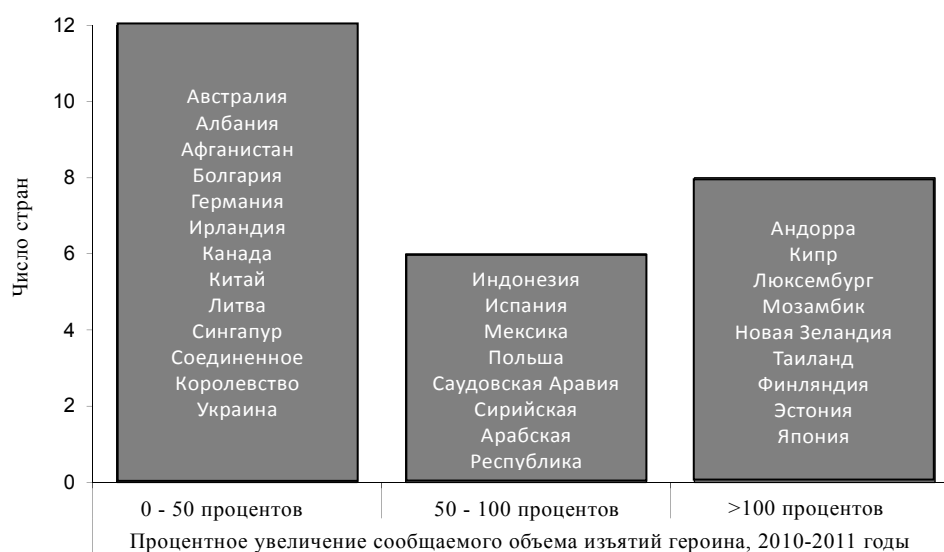 12
10
8
6
4
2
0
Число стран
Австралия
Албания
Афганистан
Болгария
Германия
Ирландия
Канада
Китай
Литва
Сингапур
Соединенное
Королевство
Украина
Индонезия
Испания
Мексика
Польша
Саудовская Аравия
Сирийская
Арабская
Республика
Андорра
Кипр
Люксембург
Мозамбик
Новая Зеландия
Таиланд
Финляндия
Эстония
Япония
0 - 50 процентов
50 - 100 процентов
>100 процентов
Процентное увеличение сообщаемого объема изъятий героина, 2010-2011 годы